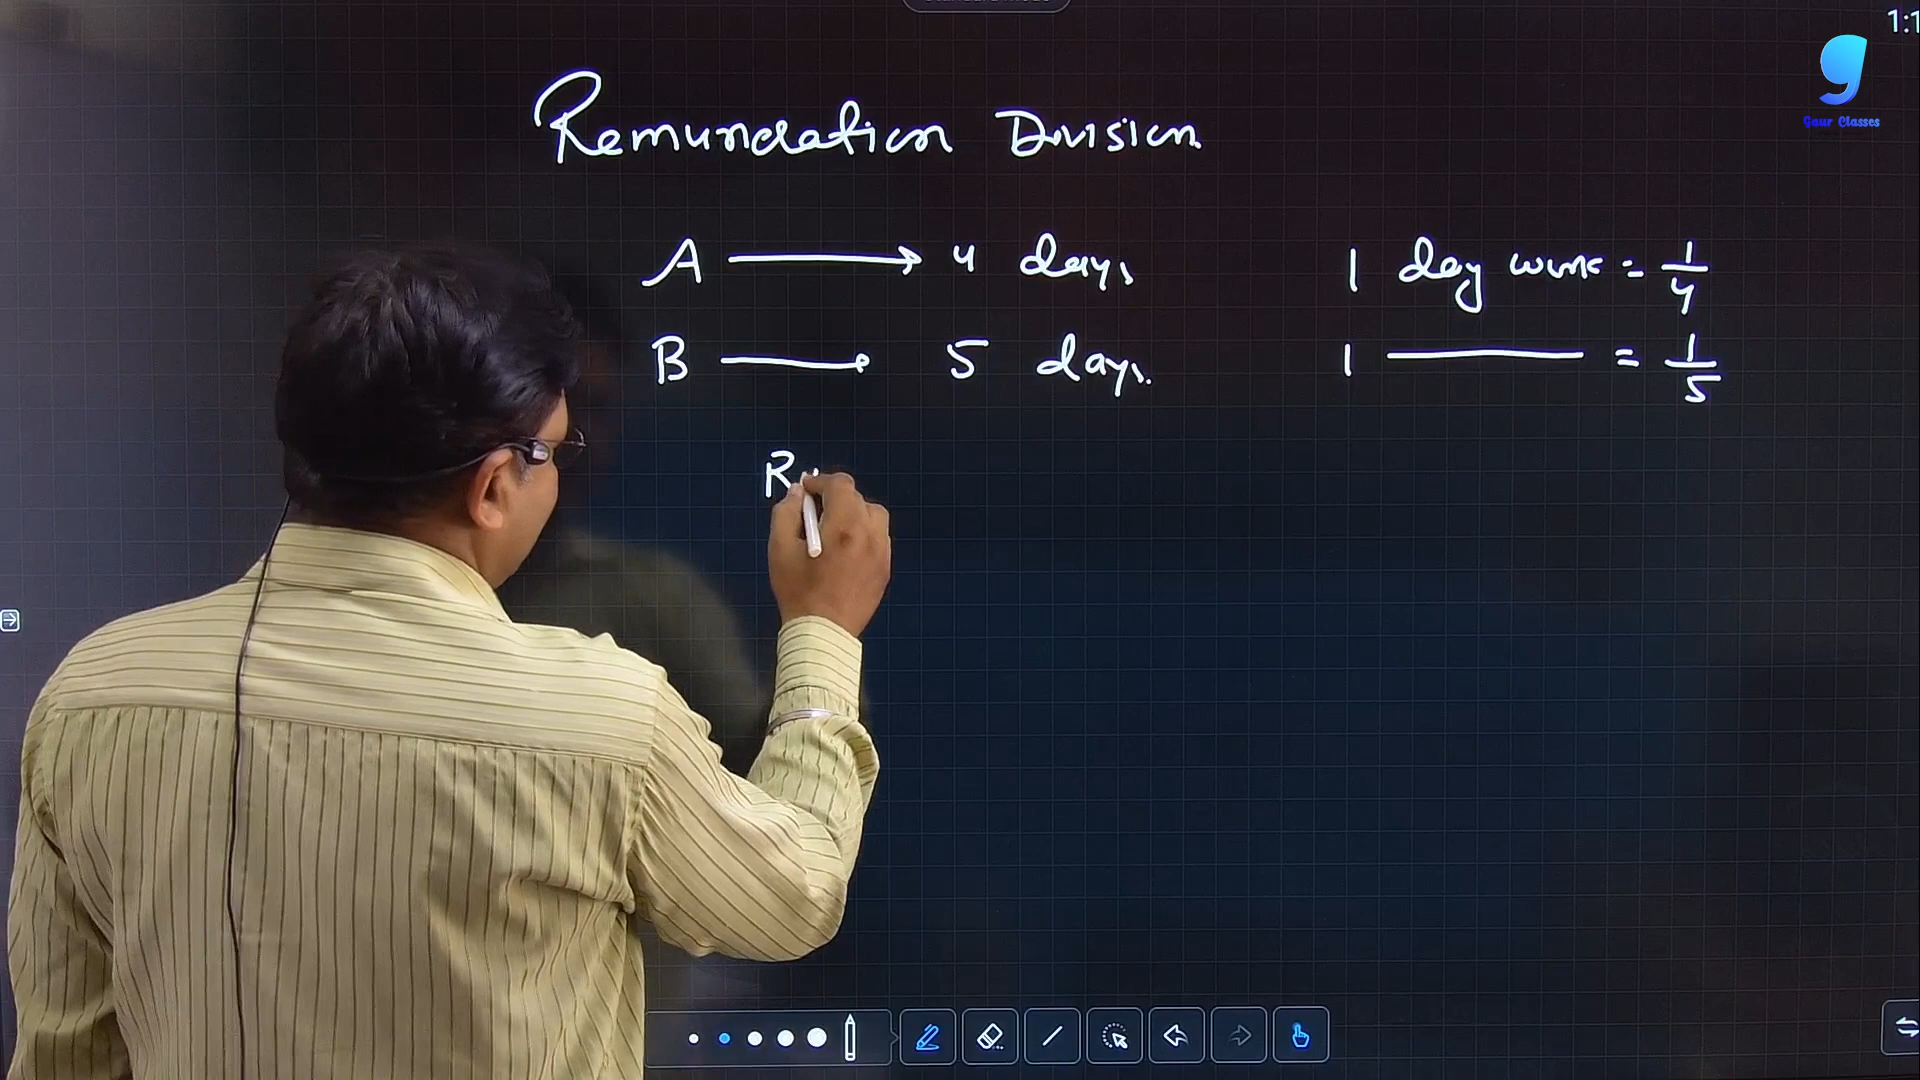 Remuneration Division
A → 4 days 1 day work = 1/4
B → 5 days. 1 —— = 1/5
R
1:1
g
Gaur Classes